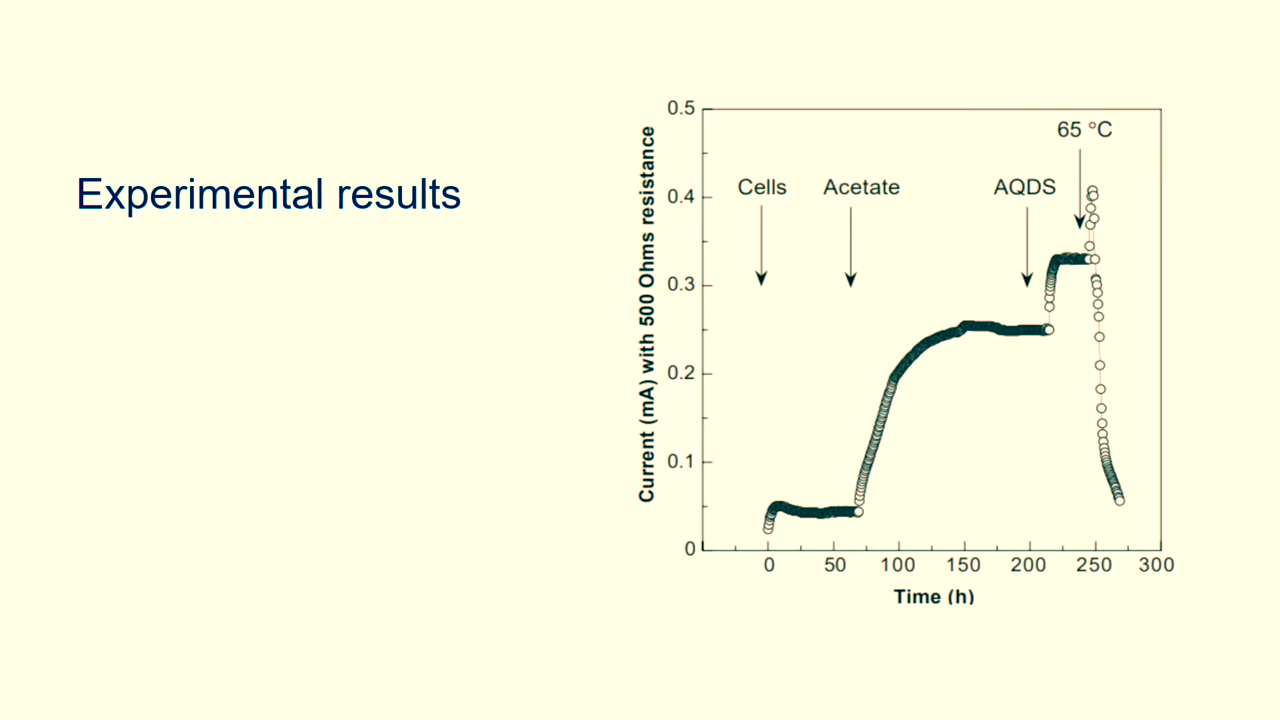 Experimental results
Current (mA) with 500 Ohms resistance
0.5
0.4
0.3
0.2
0.1
0
65 °C
Cells
Acetate
AQDS
0
50
100
150
200
250
300
Time (h)